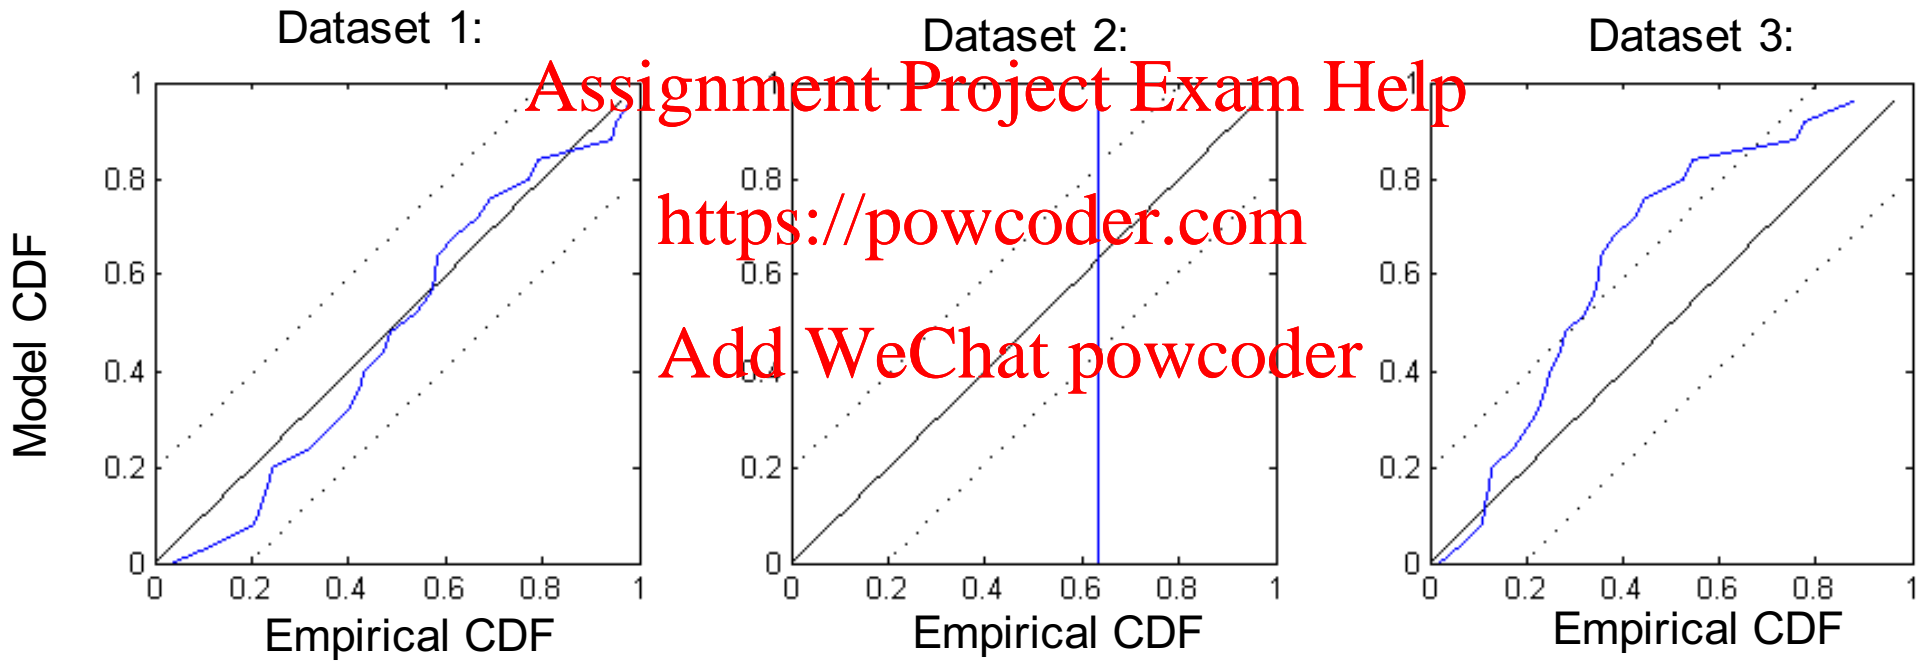 Dataset 1:
Dataset 2:
Dataset 3:
Assignment Project Exam Help
https://powcoder.com
Add WeChat powcoder
Model CDF
1
0.8
0.6
0.4
0.2
0
0 0.2 0.4 0.6 0.8 1
Empirical CDF
1
0.8
0.6
0.4
0.2
0
0 0.2 0.4 0.6 0.8 1
Empirical CDF
1
0.8
0.6
0.4
0.2
0
0 0.2 0.4 0.6 0.8 1
Empirical CDF